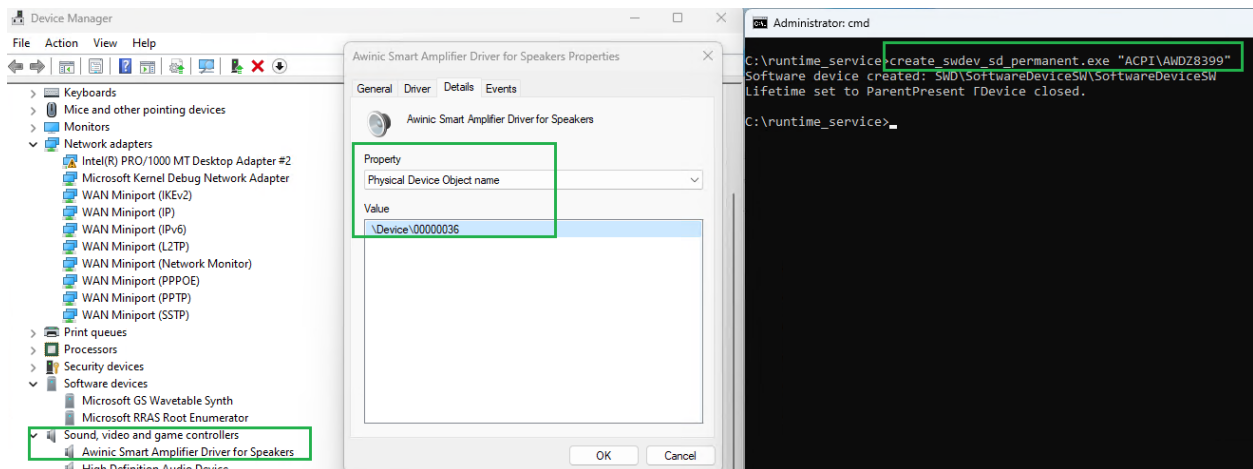 Device Manager
File Action View Help
Keyboards
Mice and other pointing devices
Monitors
Network adapters
Intel(R) PRO/1000 MT Desktop Adapter #2
Microsoft Kernel Debug Network Adapter
WAN Miniport (IKEv2)
WAN Miniport (IP)
WAN Miniport (IPv6)
WAN Miniport (L2TP)
WAN Miniport (Network Monitor)
WAN Miniport (PPPOE)
WAN Miniport (PPTP)
WAN Miniport (SSTP)
Print queues
Processors
Security devices
Software devices
Microsoft GS Wavetable Synth
Microsoft RRAS Root Enumerator
Sound, video and game controllers
Awinic Smart Amplifier Driver for Speakers
High Definition Audio Device
Awinic Smart Amplifier Driver for Speakers Properties
General Driver Details Events
Awinic Smart Amplifier Driver for Speakers
Property
Physical Device Object name
Value
\Device\00000036
OK Cancel
Administrator: cmd
C:\runtime_service>create_swdev_sd_permanent.exe "ACPI\AWDZ8399"
Software device created: SWD\SoftwareDeviceSW\SoftwareDeviceSW
Lifetime set to ParentPresent ГDevice closed.
C:\runtime_service>